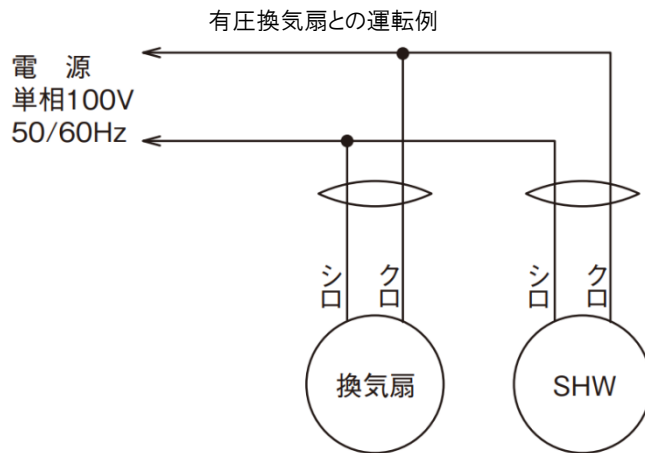 有圧換気扇との運転例
電　源
単相100V
50/60Hz
シロ
クロ
シロ
クロ
換気扇
SHW